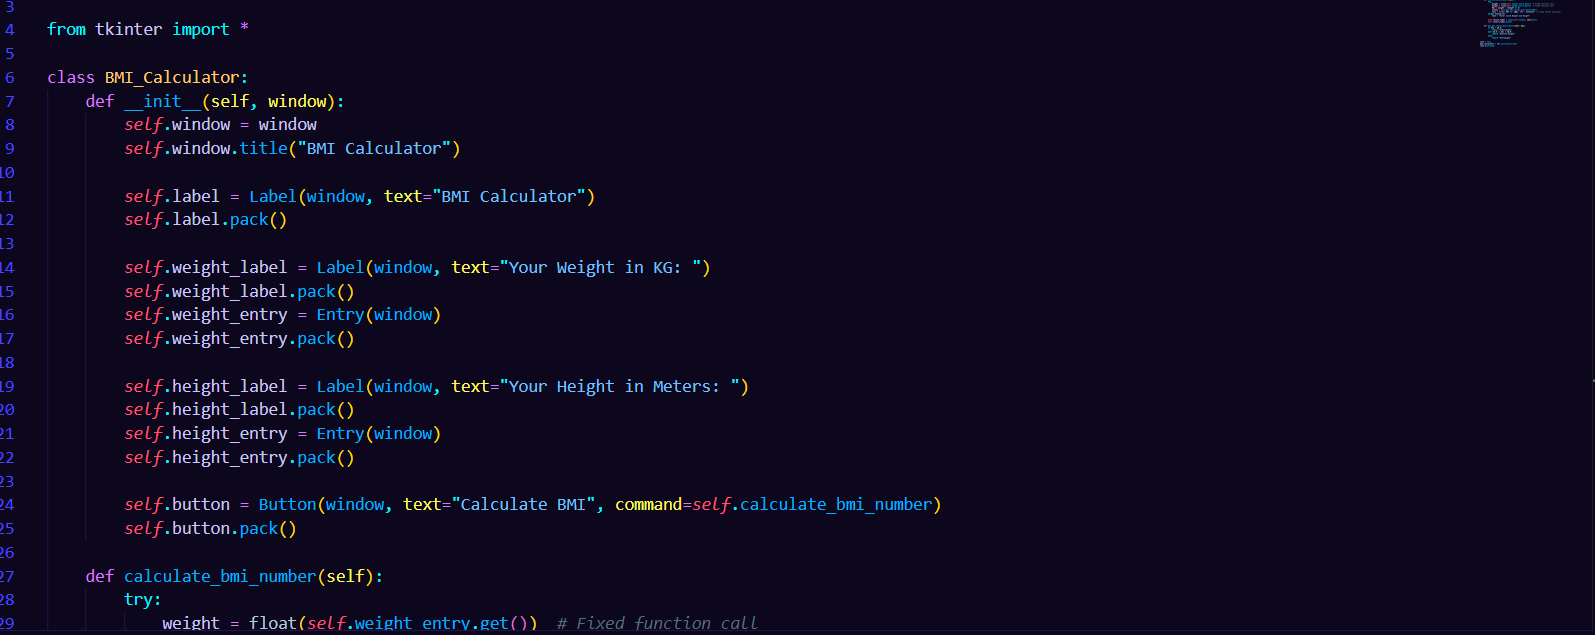 3
4 from tkinter import *
5
6 class BMI_Calculator:
7     def __init__(self, window):
8         self.window = window
9         self.window.title("BMI Calculator")
10
11         self.label = Label(window, text="BMI Calculator")
12         self.label.pack()
13
14         self.weight_label = Label(window, text="Your Weight in KG: ")
15         self.weight_label.pack()
16         self.weight_entry = Entry(window)
17         self.weight_entry.pack()
18
19         self.height_label = Label(window, text="Your Height in Meters: ")
20         self.height_label.pack()
21         self.height_entry = Entry(window)
22         self.height_entry.pack()
23
24         self.button = Button(window, text="Calculate BMI", command=self.calculate_bmi_number)
25         self.button.pack()
26
27     def calculate_bmi_number(self):
28         try:
29             weight = float(self.weight_entry.get())  # Fixed function call